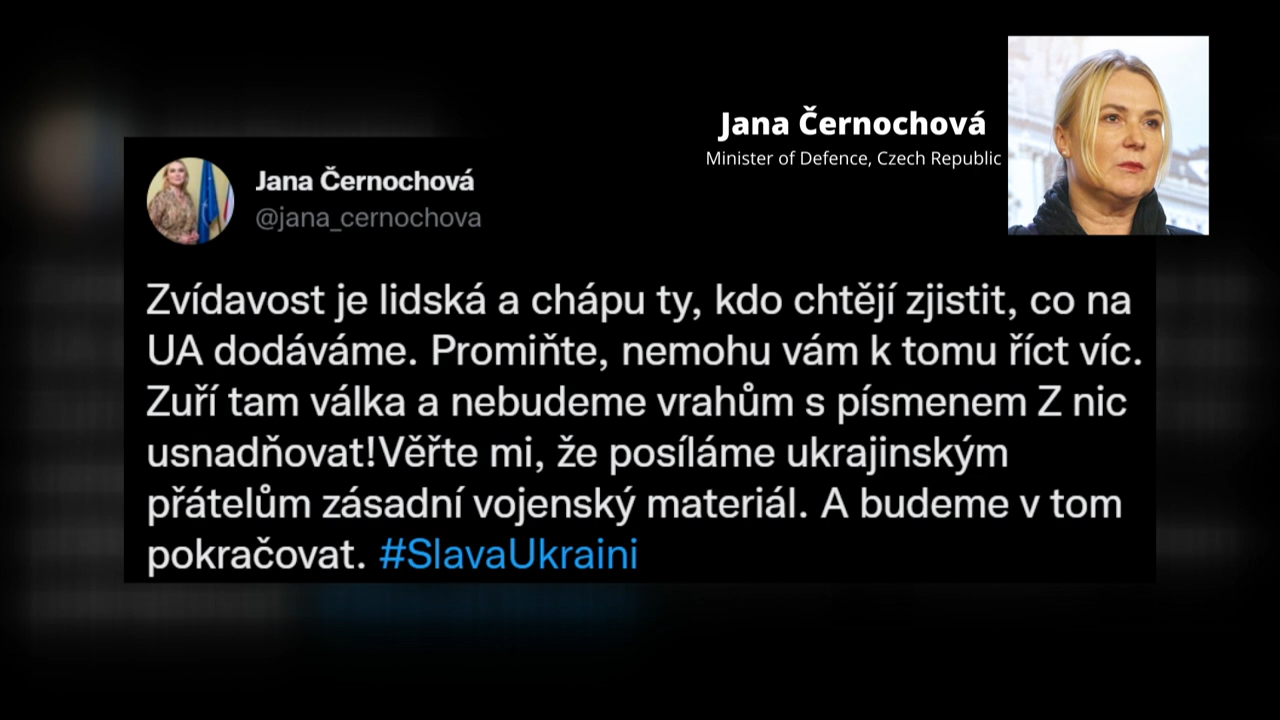 Jana Černochová
Minister of Defence, Czech Republic
Jana Černochová
@jana_cernochova
Zvídavost je lidská a chápu ty, kdo chtějí zjistit, co na
UA dodáváme. Promiňte, nemohu vám k tomu říct víc.
Zuří tam válka a nebudeme vrahům s písmenem Z nic
usnadňovat!Věřte mi, že posíláme ukrajinským
přátelům zásadní vojenský materiál. A budeme v tom
pokračovat. #SlavaUkraini